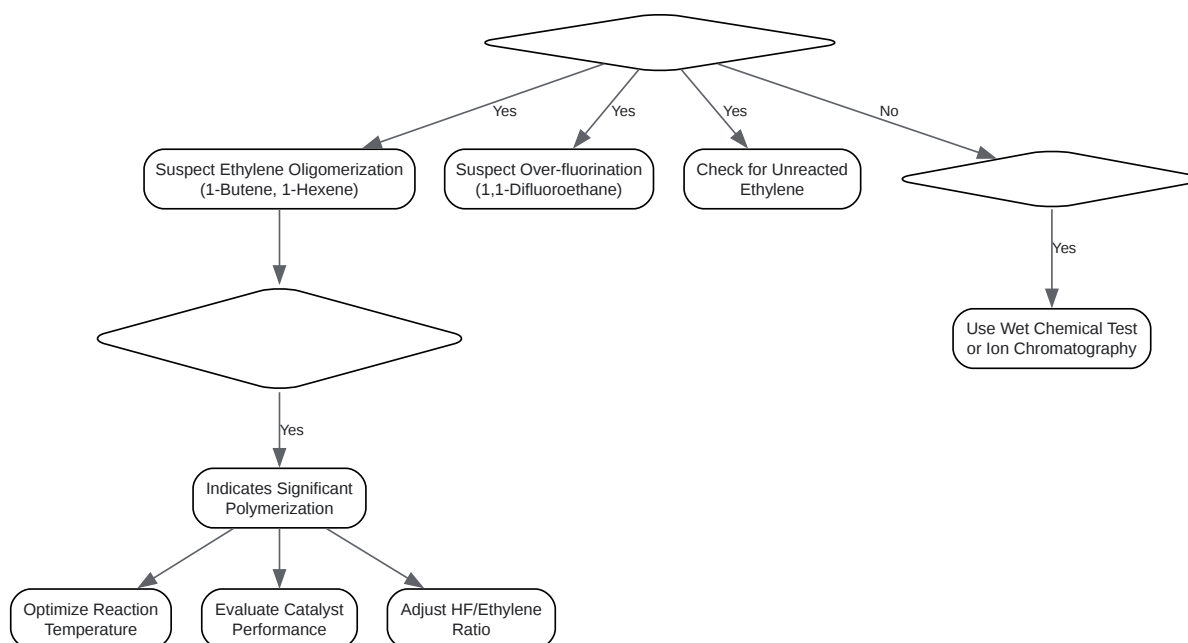 Yes
Yes
Yes
No
Suspect Ethylene Oligomerization
(1-Butene, 1-Hexene)
Suspect Over-fluorination
(1,1-Difluoroethane)
Check for Unreacted
Ethylene
Yes
Use Wet Chemical Test
or Ion Chromatography
Yes
Indicates Significant
Polymerization
Optimize Reaction
Temperature
Evaluate Catalyst
Performance
Adjust HF/Ethylene
Ratio